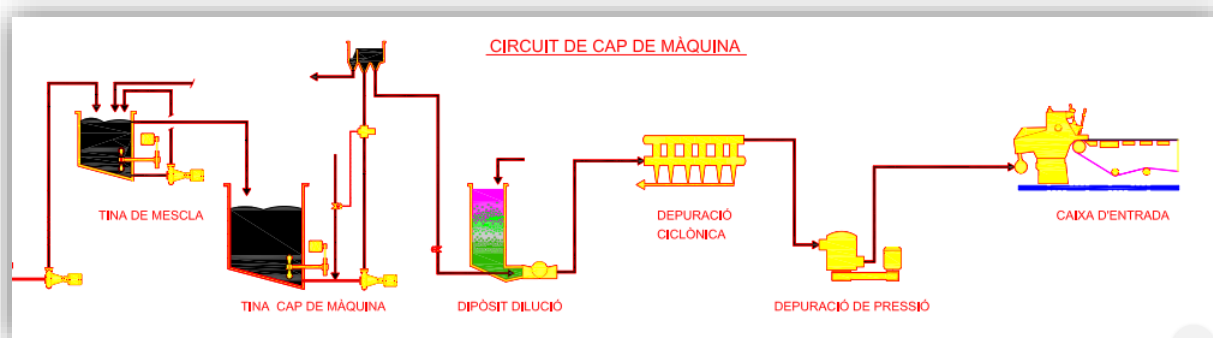 CIRCUIT DE CAP DE MÀQUINA
TINA DE MESCLA
TINA CAP DE MÀQUINA
DIPÒSIT DILUCIÓ
DEPURACIÓ
CICLÒNICA
DEPURACIÓ DE PRESSIÓ
CAIXA D'ENTRADA